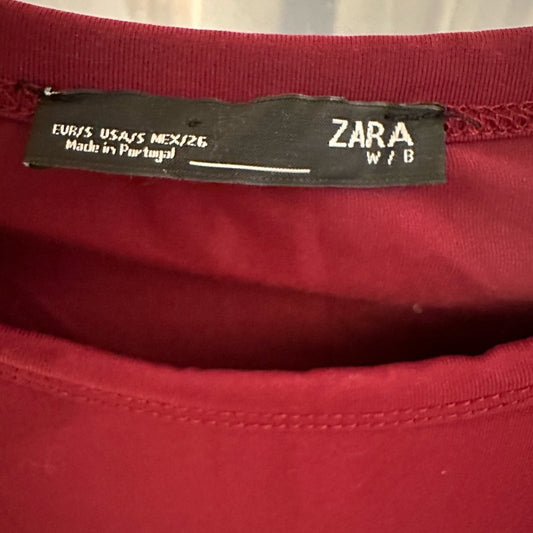 EUR/S USA/S MEX/26
Made in Portugal
ZARA
W / B